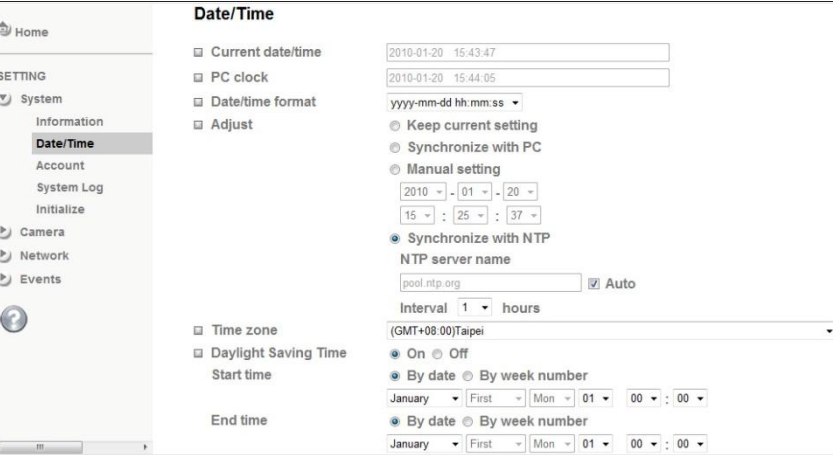 Home
SETTING
System
Information
Date/Time
Account
System Log
Initialize
Camera
Network
Events
?
Date/Time
Current date/time 2010-01-20 15:43:47
PC clock 2010-01-20 15:44:05
Date/time format yyyy-mm-dd hh:mm:ss
Adjust Keep current setting
Synchronize with PC
Manual setting
2010 - 01 - 20
15 : 25 : 37
Synchronize with NTP
NTP server name
pool.ntp.org Auto
Interval 1 hours
Time zone (GMT+08:00)Taipei
Daylight Saving Time On Off
Start time By date By week number
January First Mon 01 00 : 00
End time By date By week number
January First Mon 01 00 : 00